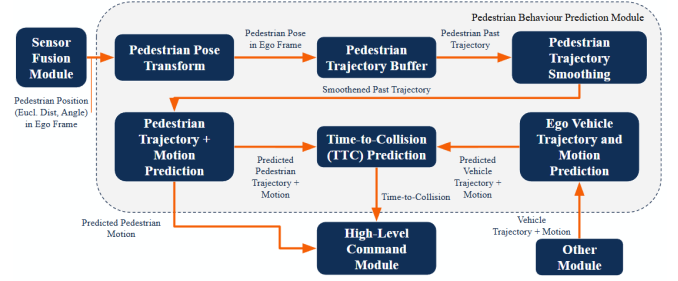 Pedestrian Behaviour Prediction Module
Sensor
Fusion
Module
Pedestrian Pose
Transform
Pedestrian Pose
in Ego Frame
Pedestrian
Trajectory Buffer
Pedestrian Past
Trajectory
Pedestrian
Trajectory
Smoothing
Pedestrian Position
(Eucl. Dist, Angle)
in Ego Frame
Smoothened Past Trajectory
Pedestrian
Trajectory +
Motion
Prediction
Predicted
Pedestrian
Trajectory +
Motion
Time-to-Collision
(TTC) Prediction
Predicted
Vehicle
Trajectory +
Motion
Ego Vehicle
Trajectory and
Motion
Prediction
Time-to-Collision
Predicted Pedestrian
Motion
High-Level
Command
Module
Vehicle
Trajectory + Motion
Other
Module